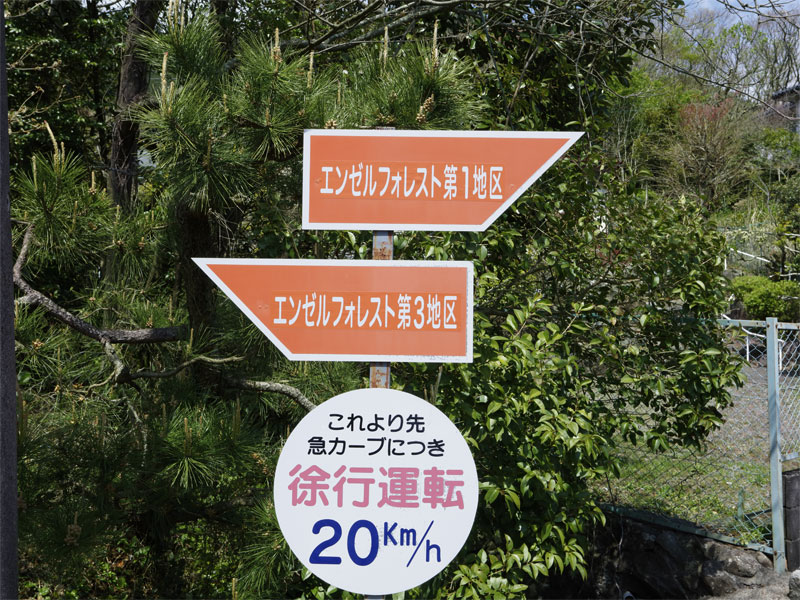 エンゼルフォレスト第1地区
エンゼルフォレスト第3地区
これより先
急カーブにつき
徐行運転
20Km/h